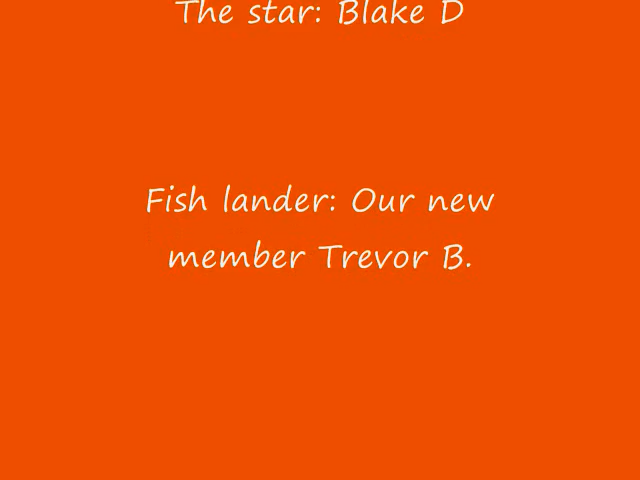 The star: Blake D
Fish lander: Our new
member Trevor B.